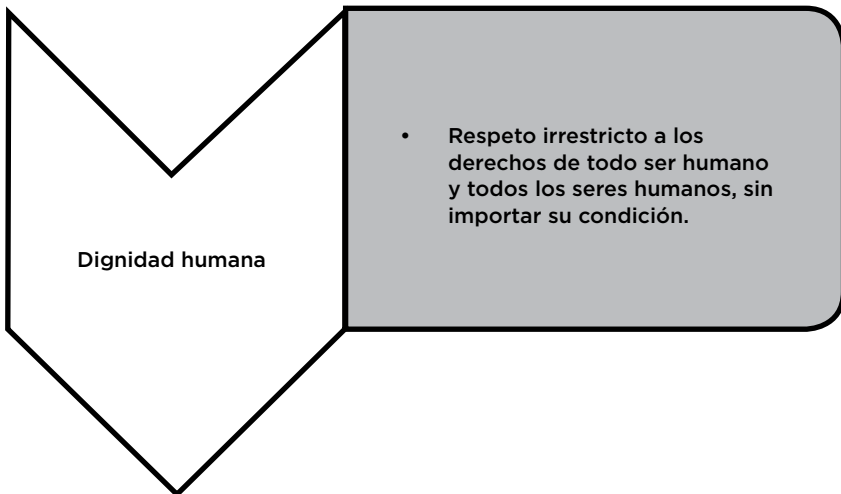 Dignidad humana
• Respeto irrestricto a los
derechos de todo ser humano
y todos los seres humanos, sin
importar su condición.